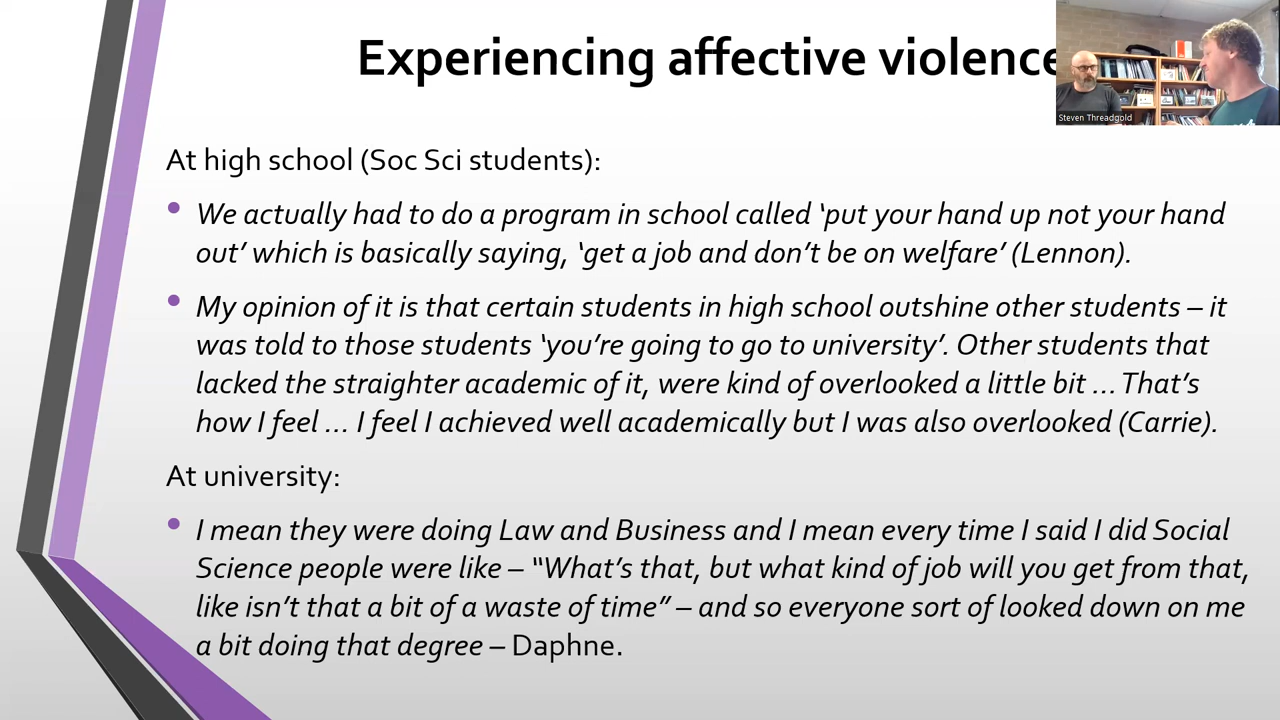 Experiencing affective violence
Steven Threadgold
At high school (Soc Sci students):
• We actually had to do a program in school called ‘put your hand up not your hand
out’ which is basically saying, ‘get a job and don’t be on welfare’ (Lennon).
• My opinion of it is that certain students in high school outshine other students – it
was told to those students ‘you’re going to go to university’. Other students that
lacked the straighter academic of it, were kind of overlooked a little bit … That’s
how I feel … I feel I achieved well academically but I was also overlooked (Carrie).
At university:
• I mean they were doing Law and Business and I mean every time I said I did Social
Science people were like – “What’s that, but what kind of job will you get from that,
like isn’t that a bit of a waste of time” – and so everyone sort of looked down on me
a bit doing that degree – Daphne.